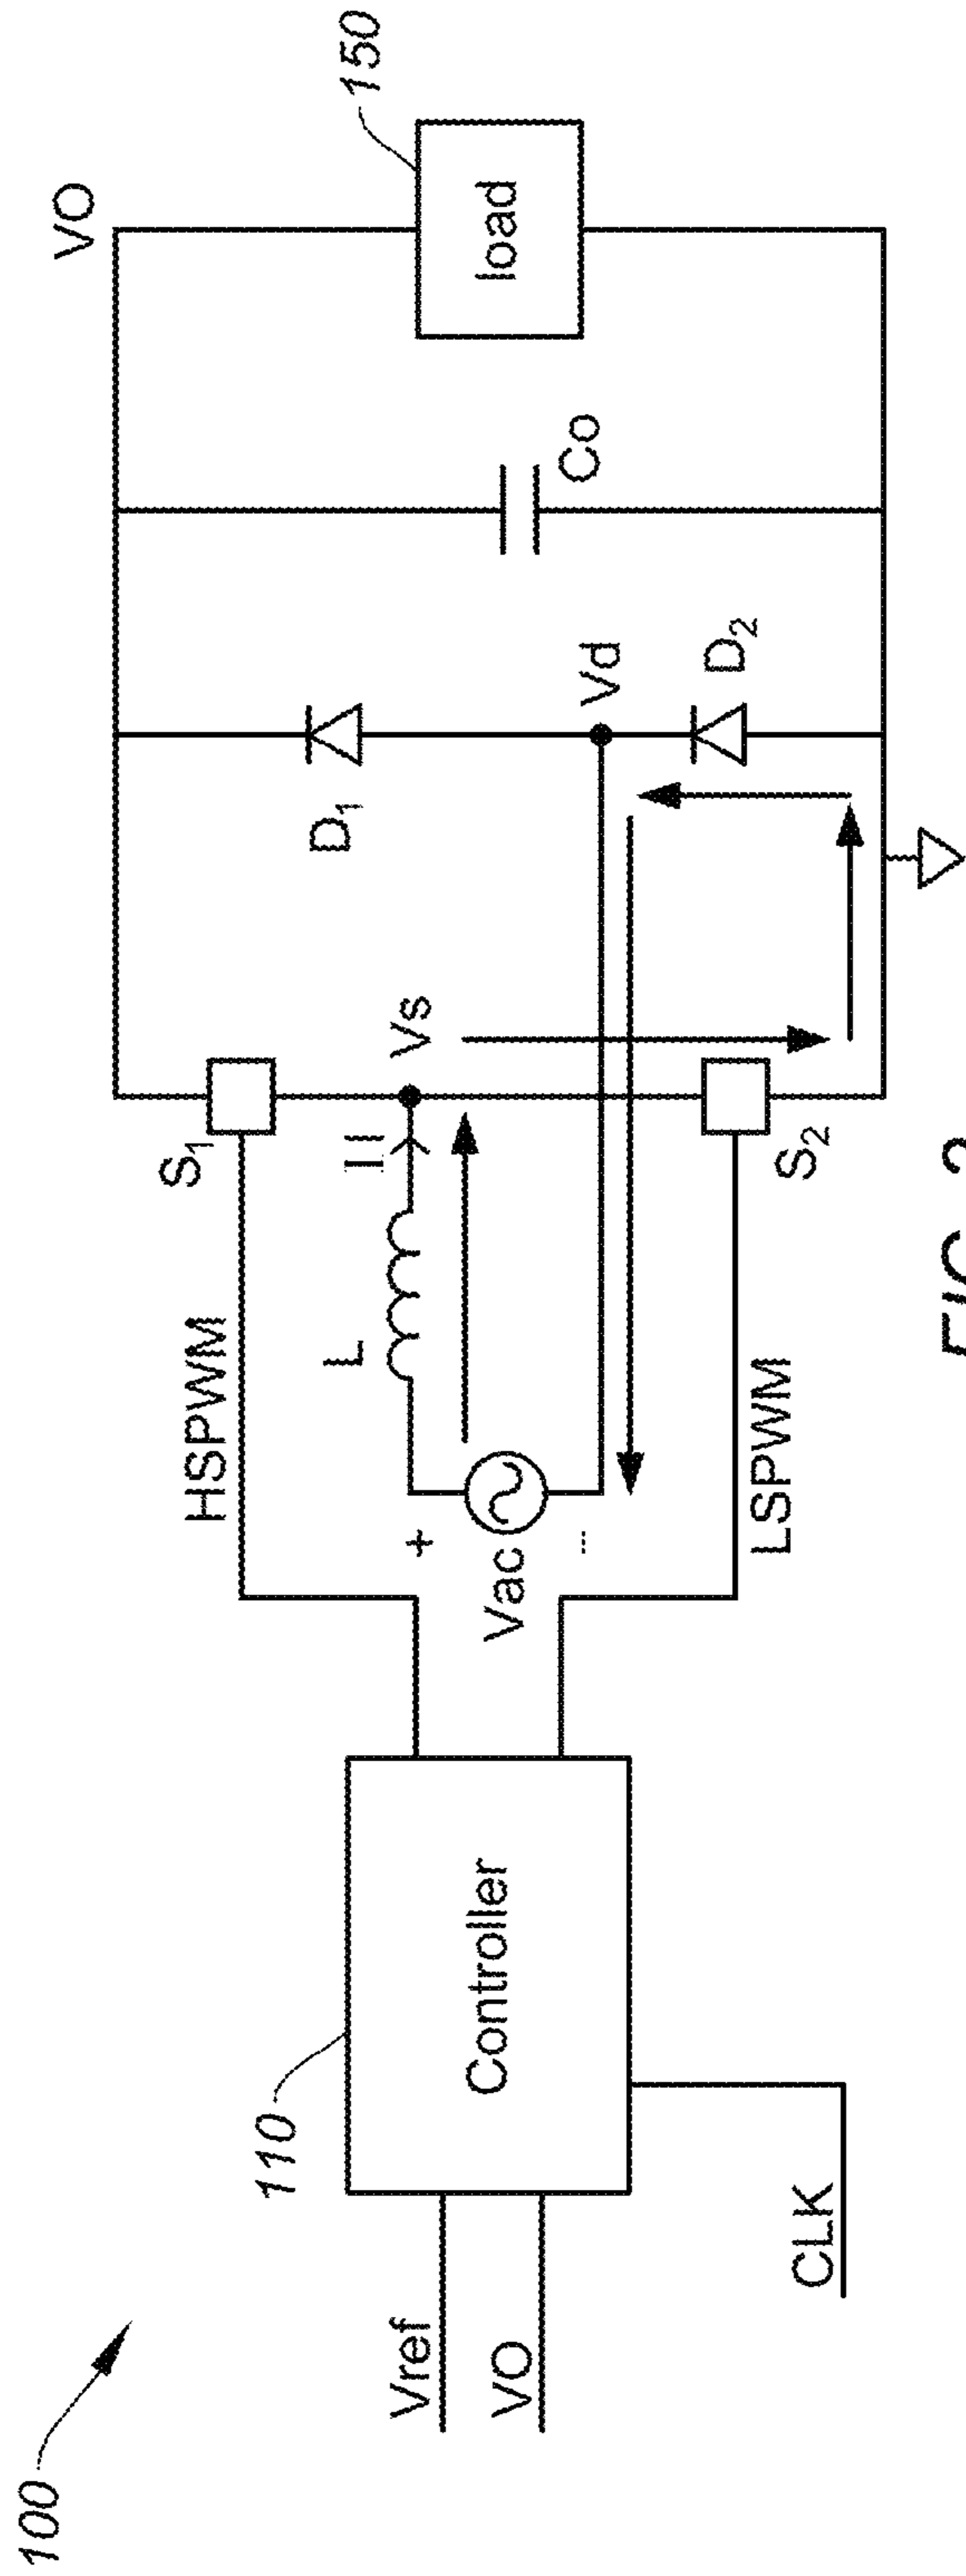 100
Vref
VO
CLK
110
Controller
HSPWM
LSPWM
Vac
+
--
L
Il
Vs
S1
S2
D1
D2
Vd
Co
VO
load
150